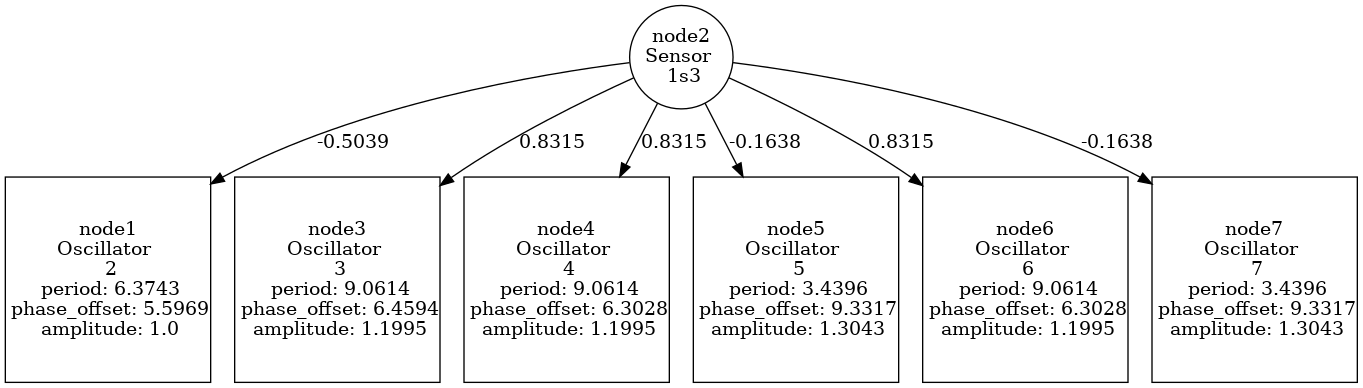 node2
Sensor
1s3
-0.5039
0.8315
0.8315
-0.1638
0.8315
-0.1638
node1
Oscillator
2
period: 6.3743
phase_offset: 5.5969
amplitude: 1.0
node3
Oscillator
3
period: 9.0614
phase_offset: 6.4594
amplitude: 1.1995
node4
Oscillator
4
period: 9.0614
phase_offset: 6.3028
amplitude: 1.1995
node5
Oscillator
5
period: 3.4396
phase_offset: 9.3317
amplitude: 1.3043
node6
Oscillator
6
period: 9.0614
phase_offset: 6.3028
amplitude: 1.1995
node7
Oscillator
7
period: 3.4396
phase_offset: 9.3317
amplitude: 1.3043